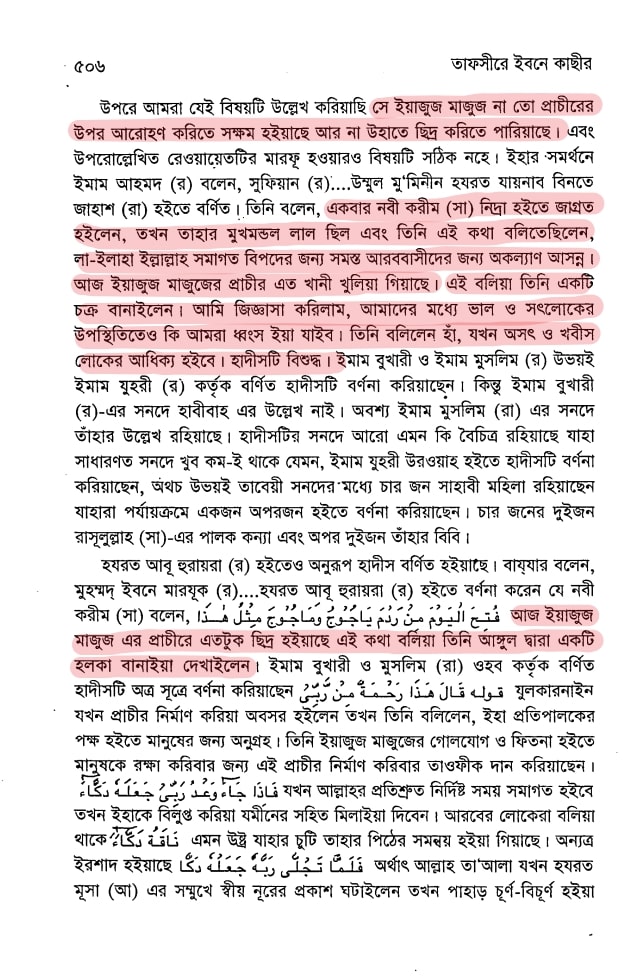 ৫০৬ তাফসীরে ইবনে কাছীর
উপরে আমরা যেই বিষয়টি উল্লেখ করিয়াছি সে ইয়াজুজ মাজুজ না তো প্রাচীরের
উপর আরোহণ করিতে সক্ষম হইয়াছে আর না উহাতে ছিদ্র করিতে পারিয়াছে। এবং
উপরোল্লেখিত রেওয়ায়েতটির মারফূ হওয়ারও বিষয়টি সঠিক নহে। ইহার সমর্থনে
ইমাম আহমদ (র) বলেন, সুফিয়ান (র)....উম্মুল মু'মিনীন হযরত যায়নাব বিনতে
জাহাশ (রা) হইতে বর্ণিত। তিনি বলেন, একবার নবী করীম (সা) নিদ্রা হইতে জাগ্রত
হইলেন, তখন তাহার মুখমন্ডল লাল ছিল এবং তিনি এই কথা বলিতেছিলেন,
লা-ইলাহা ইল্লাল্লাহ সমাগত বিপদের জন্য সমস্ত আরববাসীদের জন্য অকল্যাণ আসন্ন।
আজ ইয়াজুজ মাজুজের প্রাচীর এত খানী খুলিয়া গিয়াছে। এই বলিয়া তিনি একটি
চক্র বানাইলেন। আমি জিজ্ঞাসা করিলাম, আমাদের মধ্যে ভাল ও সৎলোকের
উপস্থিতিতেও কি আমরা ধ্বংস ইয়া যাইব। তিনি বলিলেন হাঁ, যখন অসৎ ও খবীস
লোকের আধিক্য হইবে। হাদীসটি বিশুদ্ধ। ইমাম বুখারী ও ইমাম মুসলিম (র) উভয়ই
ইমাম যুহরী (র) কর্তৃক বর্ণিত হাদীসটি বর্ণনা করিয়াছেন। কিন্তু ইমাম বুখারী
(র)-এর সনদে হাবীবাহ এর উল্লেখ নাই। অবশ্য ইমাম মুসলিম (রা) এর সনদে
তাঁহার উল্লেখ রহিয়াছে। হাদীসটির সনদে আরো এমন কি বৈচিত্র রহিয়াছে যাহা
সাধারণত সনদে খুব কম-ই থাকে যেমন, ইমাম যুহরী উরওয়াহ হইতে হাদীসটি বর্ণনা
করিয়াছেন, অথচ উভয়ই তাবেয়ী সনদের মধ্যে চার জন সাহাবী মহিলা রহিয়াছেন
যাহারা পর্যায়ক্রমে একজন অপরজন হইতে বর্ণনা করিয়াছেন। চার জনের দুইজন
রাসূলুল্লাহ (সা)-এর পালক কন্যা এবং অপর দুইজন তাঁহার বিবি।
হযরত আবূ হুরায়রা (র) হইতেও অনুরূপ হাদীস বর্ণিত হইয়াছে। বায্যার বলেন,
মুহম্মদ্ ইবনে মারযূক (র)....হযরত আবূ হুরায়রা (র) হইতে বর্ণনা করেন যে নবী
করীম (সা) বলেন, فُتِحَ الْيَوْمَ مِنْ رَدْمِ يَاجُوْجَ وَمَاجُوْجَ مِثْلُ هٰذَا আজ ইয়াজুজ
মাজুজ এর প্রাচীরে এতটুক ছিদ্র হইয়াছে এই কথা বলিয়া তিনি আঙ্গুল দ্বারা একটি
হলকা বানাইয়া দেখাইলেন। ইমাম বুখারী ও মুসলিম (রা) ওহব কর্তৃক বর্ণিত
হাদীসটি অত্র সূত্রে বর্ণনা করিয়াছেন قوله قَالَ هٰذَا رَحْمَةٌ مِّنْ رَّبِّىْ যুলকারনাইন
যখন প্রাচীর নির্মাণ করিয়া অবসর হইলেন তখন তিনি বলিলেন, ইহা প্রতিপালকের
পক্ষ হইতে মানুষের জন্য অনুগ্রহ। তিনি ইয়াজুজ মাজুজের গোলযোগ ও ফিতনা হইতে
মানুষকে রক্ষা করিবার জন্য এই প্রাচীর নির্মাণ করিবার তাওফীক দান করিয়াছেন।
فَاذَا جَاءَ وَعْدُ رَبِّىْ جَعَلَهٗ دَكَّاءَ যখন আল্লাহর প্রতিশ্রুত নির্দিষ্ট সময় সমাগত হইবে
তখন ইহাকে বিলুপ্ত করিয়া যমীনের সহিত মিলাইয়া দিবেন। আরবের লোকেরা বলিয়া
থাকে نَاقَةٌ دَكَّاءُ এমন উষ্ট্র যাহার চুটি তাহার পিঠের সমন্বয় হইয়া গিয়াছে। অন্যত্র
ইরশাদ হইয়াছে فَلَمَّا تَجَلّٰى رَبُّهٗ جَعَلَهٗ دَكًّا অর্থাৎ আল্লাহ তা'আলা যখন হযরত
মূসা (আ) এর সম্মুখে স্বীয় নূরের প্রকাশ ঘটাইলেন তখন পাহাড় চূর্ণ-বিচূর্ণ হইয়া